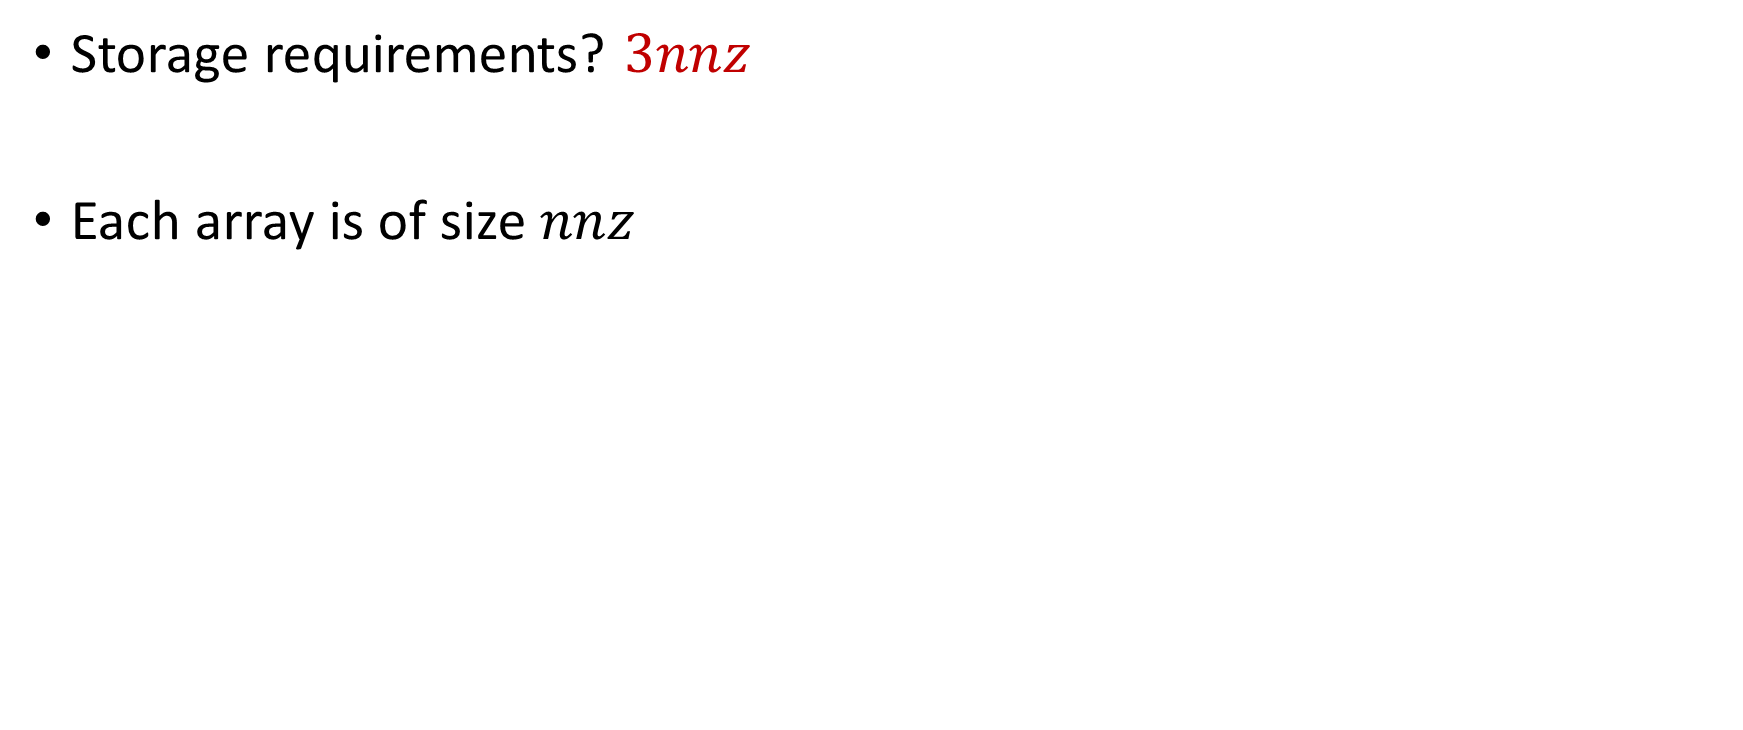 • Storage requirements? 3𝑛𝑛𝑧
• Each array is of size 𝑛𝑛𝑧